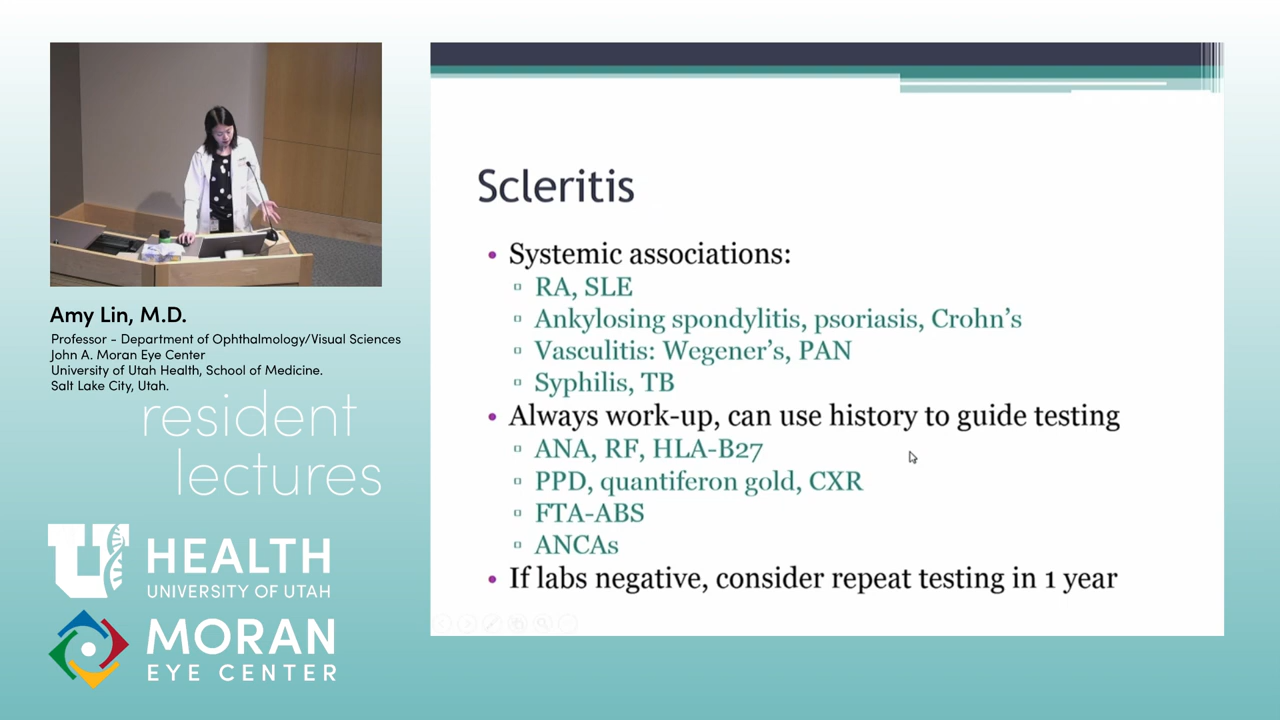 Amy Lin, M.D.
Professor - Department of Ophthalmology/Visual Sciences
John A. Moran Eye Center
University of Utah Health, School of Medicine.
Salt Lake City, Utah.
resident
lectures
U
HEALTH
UNIVERSITY OF UTAH
MORAN
EYE CENTER
Scleritis
• Systemic associations:
▫ RA, SLE
▫ Ankylosing spondylitis, psoriasis, Crohn's
▫ Vasculitis: Wegener's, PAN
▫ Syphilis, TB
• Always work-up, can use history to guide testing
▫ ANA, RF, HLA-B27
▫ PPD, quantiferon gold, CXR
▫ FTA-ABS
▫ ANCAs
• If labs negative, consider repeat testing in 1 year